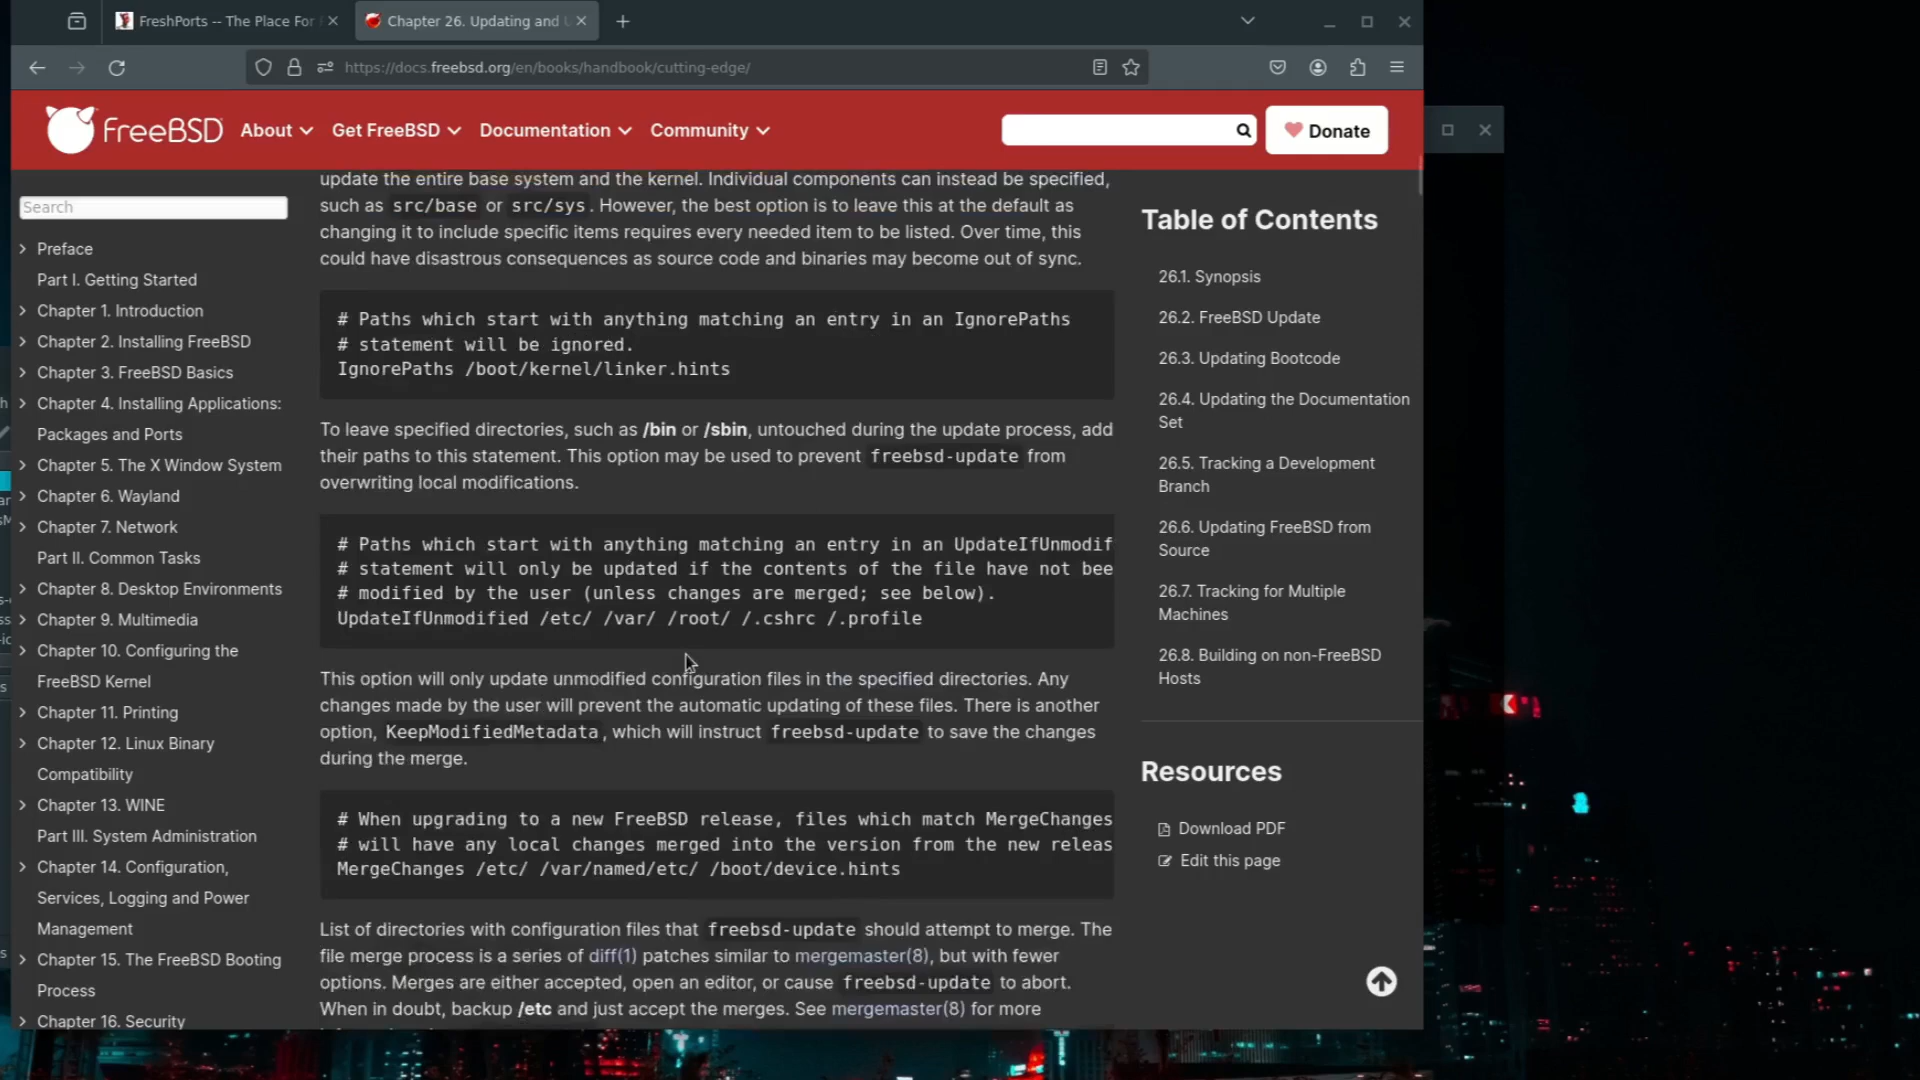 FreshPorts -- The Place For
Chapter 26. Updating and U
https://docs.freebsd.org/en/books/handbook/cutting-edge/
FreeBSD
About
Get FreeBSD
Documentation
Community
Donate
Search
Preface
Part I. Getting Started
Chapter 1. Introduction
Chapter 2. Installing FreeBSD
Chapter 3. FreeBSD Basics
Chapter 4. Installing Applications:
Packages and Ports
Chapter 5. The X Window System
Chapter 6. Wayland
Chapter 7. Network
Part II. Common Tasks
Chapter 8. Desktop Environments
Chapter 9. Multimedia
Chapter 10. Configuring the
FreeBSD Kernel
Chapter 11. Printing
Chapter 12. Linux Binary
Compatibility
Chapter 13. WINE
Part III. System Administration
Chapter 14. Configuration,
Services, Logging and Power
Management
Chapter 15. The FreeBSD Booting
Process
Chapter 16. Security
update the entire base system and the kernel. Individual components can instead be specified,
such as src/base or src/sys. However, the best option is to leave this at the default as
changing it to include specific items requires every needed item to be listed. Over time, this
could have disastrous consequences as source code and binaries may become out of sync.
# Paths which start with anything matching an entry in an IgnorePaths
# statement will be ignored.
IgnorePaths /boot/kernel/linker.hints
To leave specified directories, such as /bin or /sbin, untouched during the update process, add
their paths to this statement. This option may be used to prevent freebsd-update from
overwriting local modifications.
# Paths which start with anything matching an entry in an UpdateIfUnmodif
# statement will only be updated if the contents of the file have not bee
# modified by the user (unless changes are merged; see below).
UpdateIfUnmodified /etc/ /var/ /root/ /.cshrc /.profile
This option will only update unmodified configuration files in the specified directories. Any
changes made by the user will prevent the automatic updating of these files. There is another
option, KeepModifiedMetadata, which will instruct freebsd-update to save the changes
during the merge.
# When upgrading to a new FreeBSD release, files which match MergeChanges
# will have any local changes merged into the version from the new releas
MergeChanges /etc/ /var/named/etc/ /boot/device.hints
List of directories with configuration files that freebsd-update should attempt to merge. The
file merge process is a series of diff(1) patches similar to mergemaster(8), but with fewer
options. Merges are either accepted, open an editor, or cause freebsd-update to abort.
When in doubt, backup /etc and just accept the merges. See mergemaster(8) for more
Table of Contents
26.1. Synopsis
26.2. FreeBSD Update
26.3. Updating Bootcode
26.4. Updating the Documentation
Set
26.5. Tracking a Development
Branch
26.6. Updating FreeBSD from
Source
26.7. Tracking for Multiple
Machines
26.8. Building on non-FreeBSD
Hosts
Resources
Download PDF
Edit this page